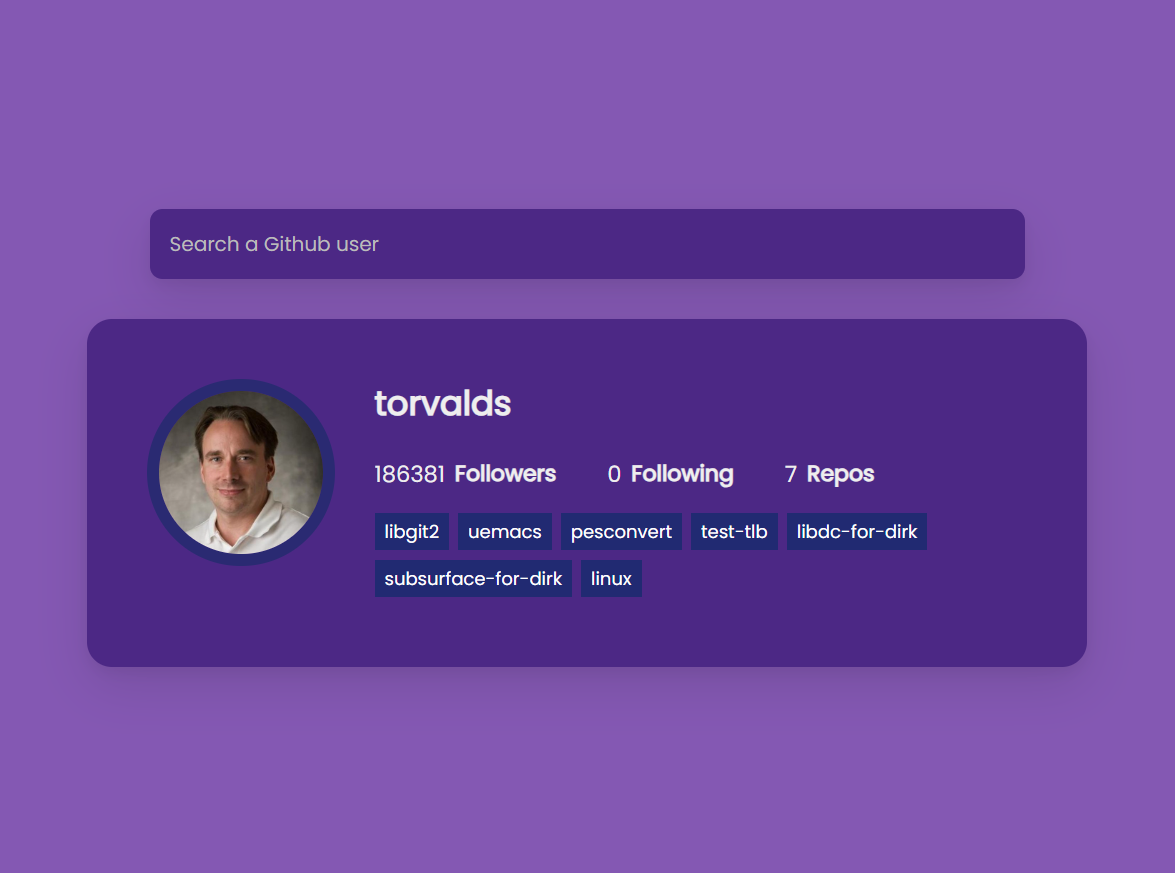 Search a Github user
torvalds
186381 Followers 0 Following 7 Repos
libgit2 uemacs pesconvert test-tlb libdc-for-dirk
subsurface-for-dirk linux